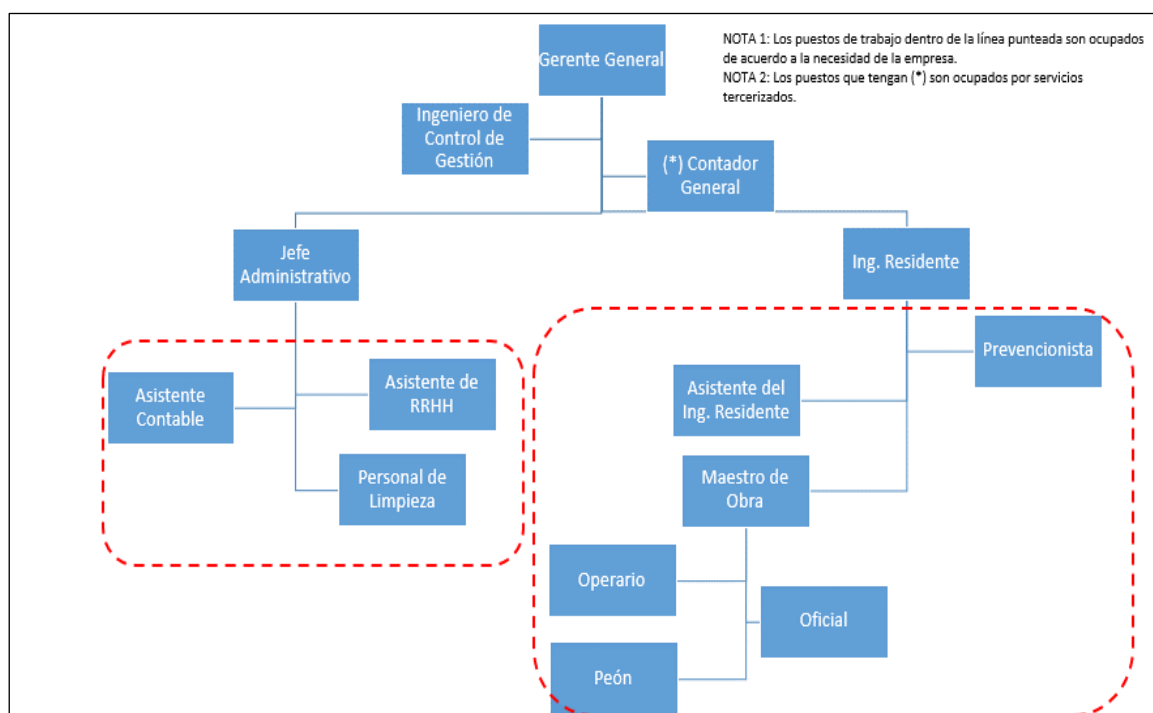 Gerente General
NOTA 1: Los puestos de trabajo dentro de la línea punteada son ocupados
de acuerdo a la necesidad de la empresa.
NOTA 2: Los puestos que tengan (*) son ocupados por servicios
tercerizados.
Ingeniero de
Control de
Gestión
(*) Contador
General
Jefe
Administrativo
Ing. Residente
Asistente
Contable
Asistente de
RRHH
Personal de
Limpieza
Prevencionista
Asistente del
Ing. Residente
Maestro de
Obra
Operario
Oficial
Peón